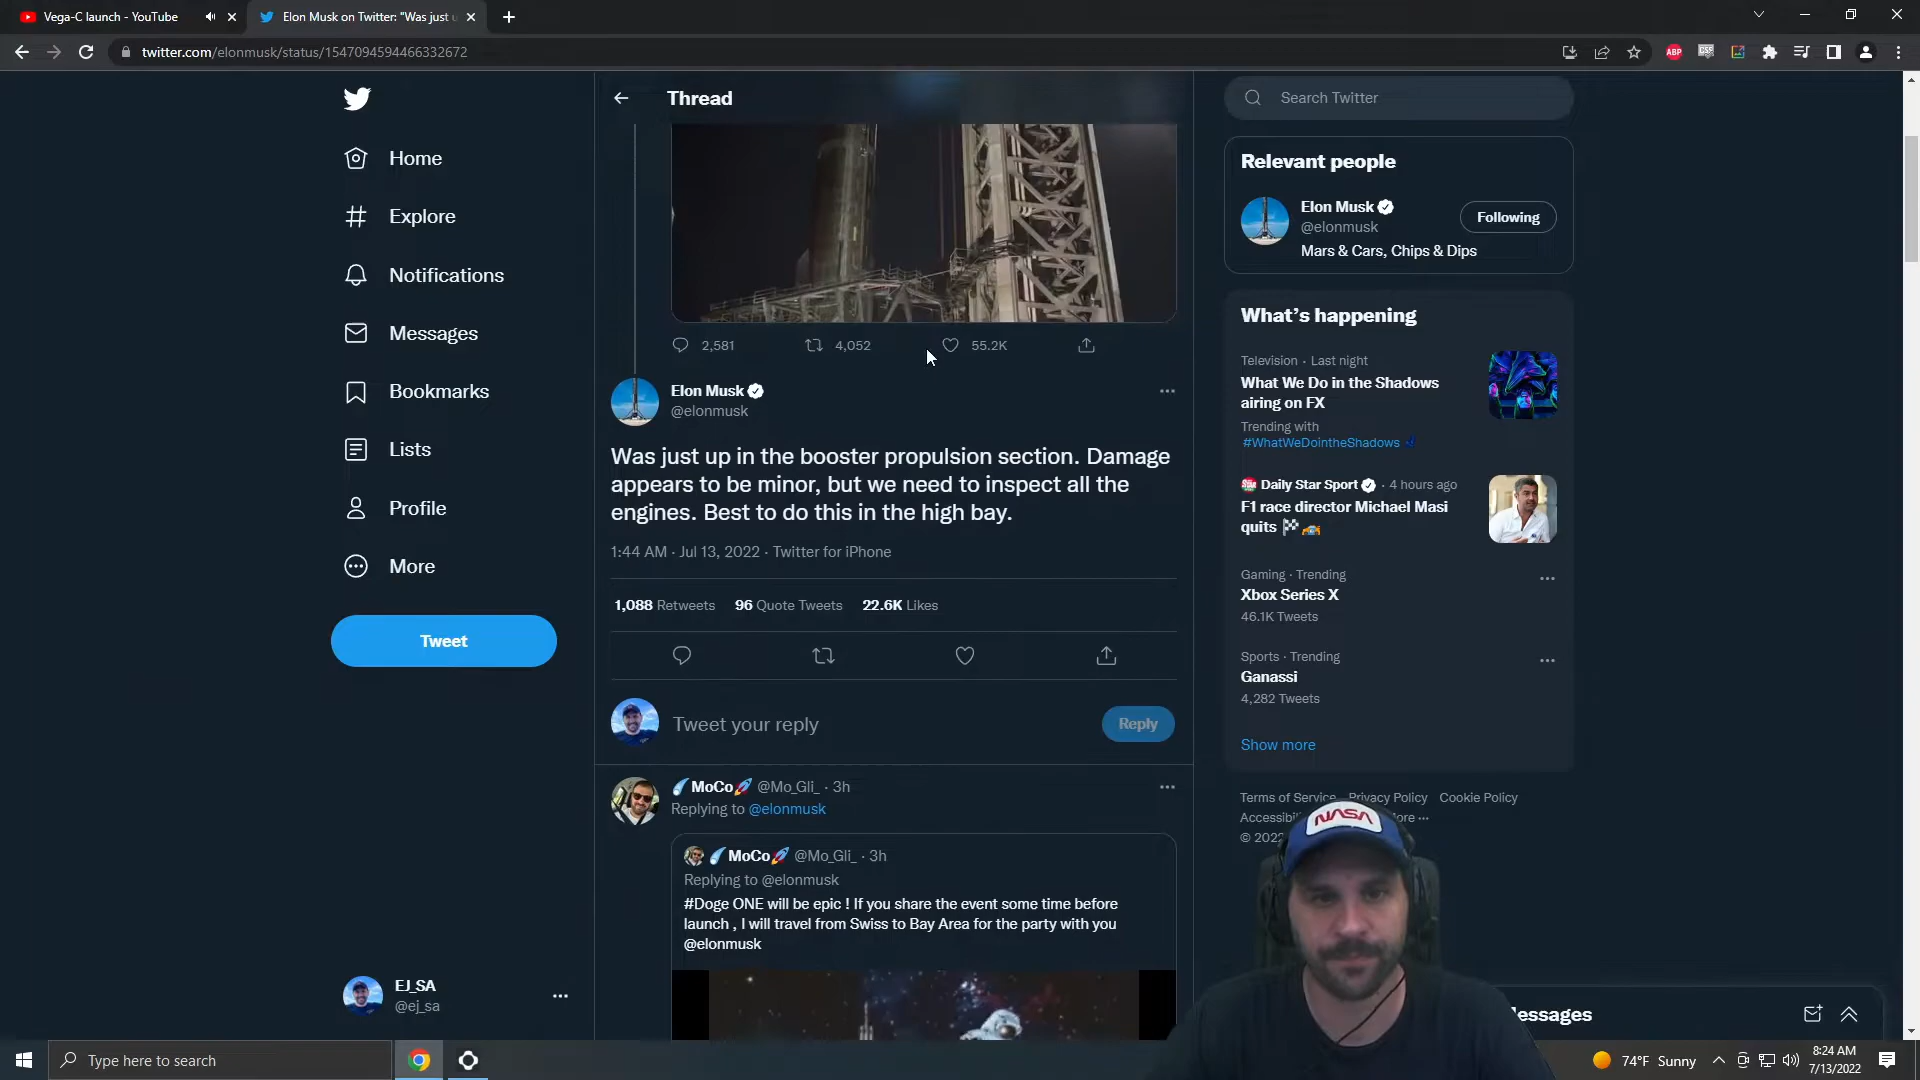 Vega-C launch - YouTube
Elon Musk on Twitter: "Was just u
twitter.com/elonmusk/status/1547094594466332672
ABP
Home
Explore
Notifications
Messages
Bookmarks
Lists
Profile
More
Tweet
EJ_SA
@ej_sa
Thread
2,581
4,052
55.2K
Elon Musk
@elonmusk
Was just up in the booster propulsion section. Damage
appears to be minor, but we need to inspect all the
engines. Best to do this in the high bay.
1:44 AM · Jul 13, 2022 · Twitter for iPhone
1,088 Retweets 96 Quote Tweets 22.6K Likes
Tweet your reply
Reply
MoCo @Mo_Gli_ · 3h
Replying to @elonmusk
MoCo @Mo_Gli_ · 3h
Replying to @elonmusk
#Doge ONE will be epic ! If you share the event some time before
launch , I will travel from Swiss to Bay Area for the party with you
@elonmusk
Search Twitter
Relevant people
Elon Musk
@elonmusk
Following
Mars & Cars, Chips & Dips
What's happening
Television · Last night
What We Do in the Shadows
airing on FX
Trending with
#WhatWeDointheShadows
Daily Star Sport · 4 hours ago
F1 race director Michael Masi
quits
Gaming · Trending
Xbox Series X
46.1K Tweets
Sports · Trending
Ganassi
4,282 Tweets
Show more
Terms of Service Privacy Policy Cookie Policy
Accessibi ore ···
© 2022
NASA
essages
Type here to search
74°F Sunny
8:24 AM
7/13/2022